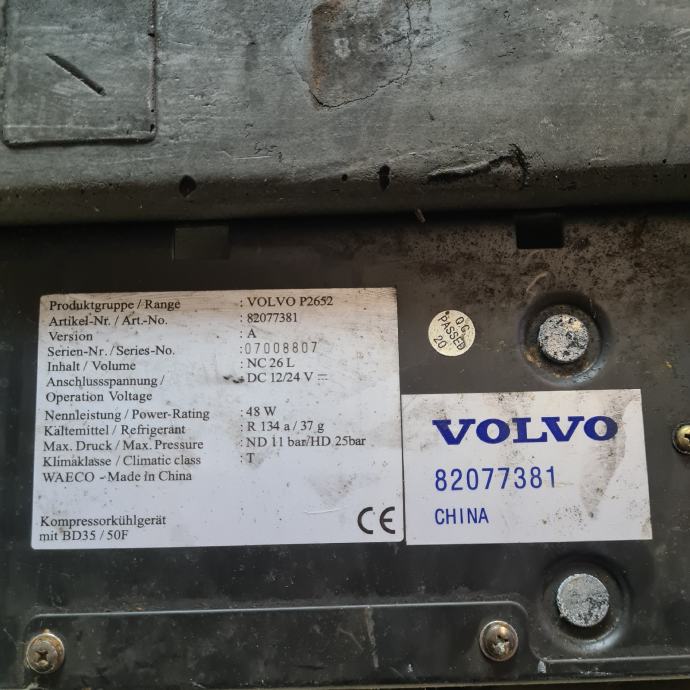 Produktgruppe / Range : VOLVO P2652
Artikel-Nr. / Art.-No. : 82077381
Version : A
Serien-Nr. / Series-No. : 07008807
Inhalt / Volume : NC 26 L
Anschlussspannung / : DC 12/24 V ⎓
Operation Voltage
Nennleistung / Power-Rating : 48 W
Kältemittel / Refrigerant : R 134 a / 37 g
Max. Druck / Max. Pressure : ND 11 bar/HD 25bar
Klimaklasse / Climatic class : T
WAECO - Made in China
Kompressorkühlgerät
mit BD35 / 50F
CE
Q.C.
PASSED
20
VOLVO
82077381
CHINA